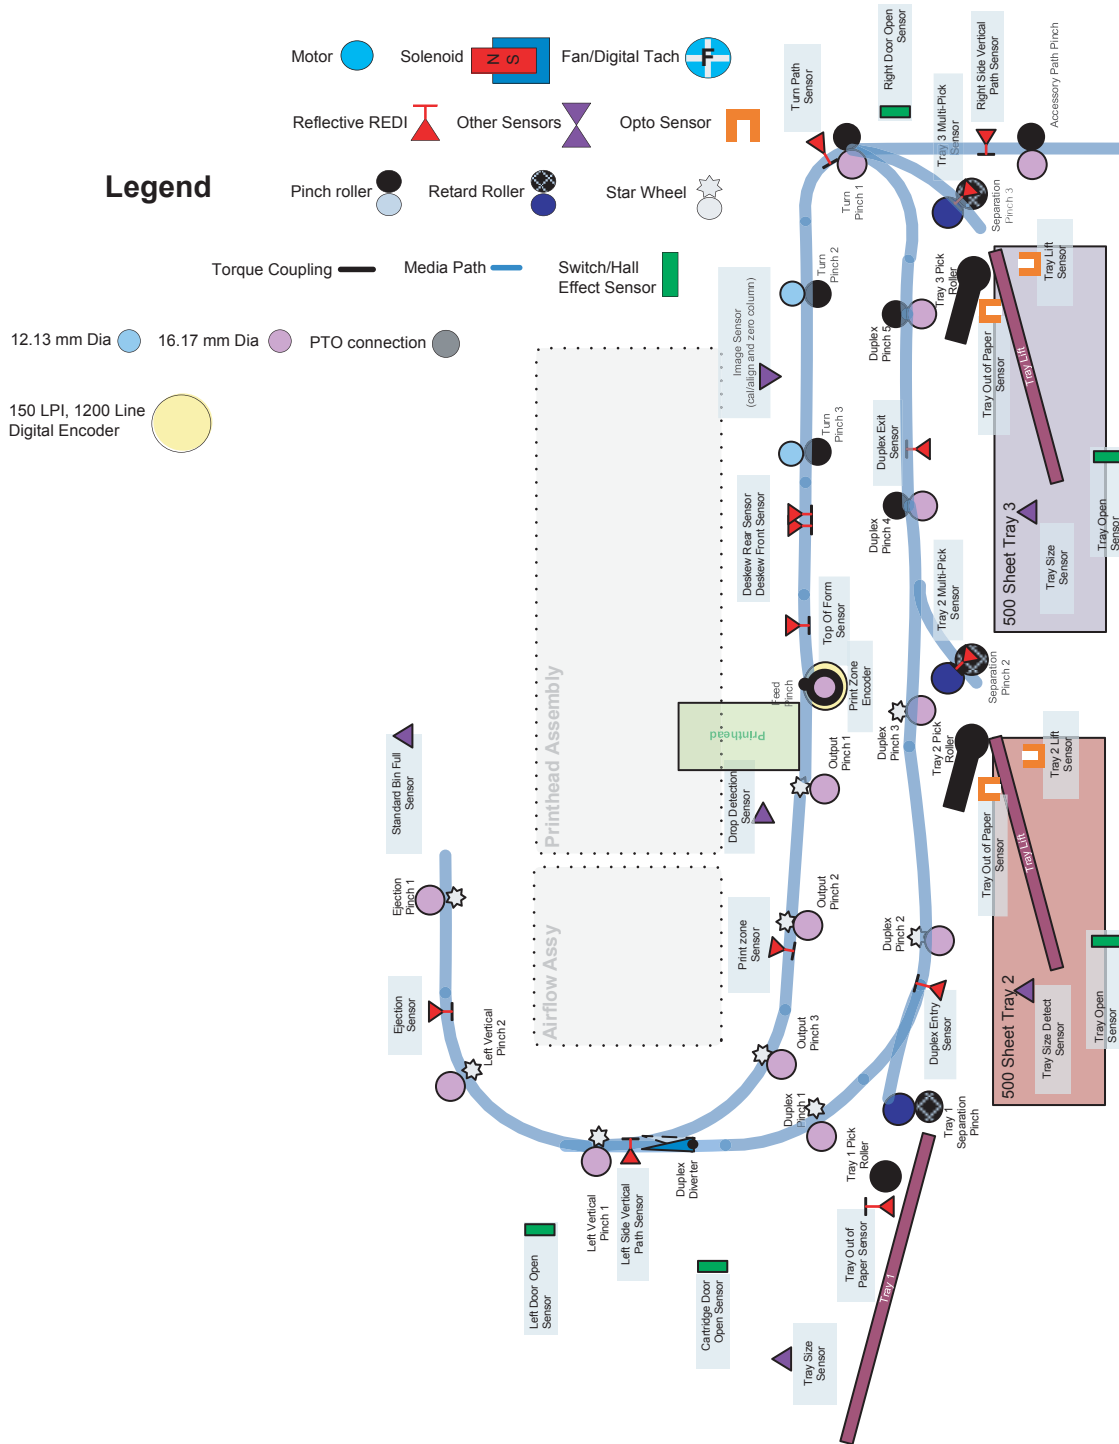 Motor
Solenoid
N S
Fan/Digital Tach
F
Reflective REDI
Other Sensors
Opto Sensor
Legend
Pinch roller
Retard Roller
Star Wheel
Torque Coupling
Media Path
Switch/Hall
Effect Sensor
12.13 mm Dia
16.17 mm Dia
PTO connection
150 LPI, 1200 Line
Digital Encoder
Turn Path
Sensor
Right Door Open
Sensor
Tray 3 Multi-Pick
Sensor
Right Side Vertical
Path Sensor
Accessory Path Pinch
Turn
Pinch 1
Separation
Pinch 3
Turn
Pinch 2
Image Sensor
(cal/align and zero column)
Duplex
Pinch 5
Tray 3 Pick
Roller
Tray Lift
Sensor
Tray Out of Paper
Sensor
Tray Lift
Turn
Pinch 3
Duplex Exit
Sensor
Deskew Rear Sensor
Deskew Front Sensor
Duplex
Pinch 4
500 Sheet Tray 3
Tray Size
Sensor
Tray Open
Sensor
Tray 2 Multi-Pick
Sensor
Top Of Form
Sensor
Separation
Pinch 2
Feed
Pinch
Print Zone
Encoder
Printhead Assembly
Printhead
Output
Pinch 1
Duplex
Pinch 3
Tray 2 Pick
Roller
Tray 2 Lift
Sensor
Standard Bin Full
Sensor
Drop Detection
Sensor
Tray Out of Paper
Sensor
Tray Lift
Ejection
Pinch 1
Output
Pinch 2
Duplex
Pinch 2
Print zone
Sensor
Airflow Assy
Ejection
Sensor
Left Vertical
Pinch 2
Output
Pinch 3
Duplex Entry
Sensor
500 Sheet Tray 2
Tray Size Detect
Sensor
Tray Open
Sensor
Duplex
Pinch 1
Tray 1
Separation
Pinch
Left Vertical
Pinch 1
Left Side Vertical
Path Sensor
Duplex
Diverter
Tray 1 Pick
Roller
Tray Out of
Paper Sensor
Tray 1
Left Door Open
Sensor
Cartridge Door
Open Sensor
Tray Size
Sensor